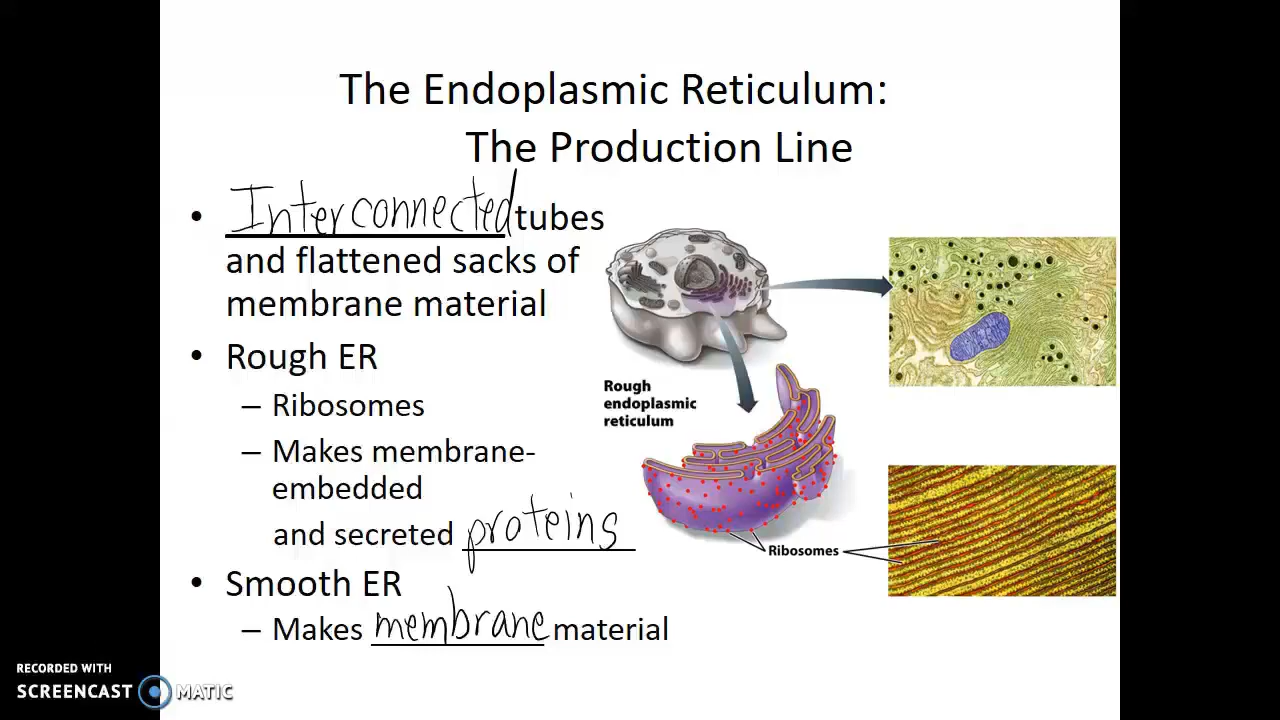 The Endoplasmic Reticulum:
The Production Line
• Interconnected tubes
and flattened sacks of
membrane material
• Rough ER
– Ribosomes
– Makes membrane-
embedded
and secreted proteins
• Smooth ER
– Makes membrane material
Rough
endoplasmic
reticulum
Ribosomes
RECORDED WITH
SCREENCAST MATIC